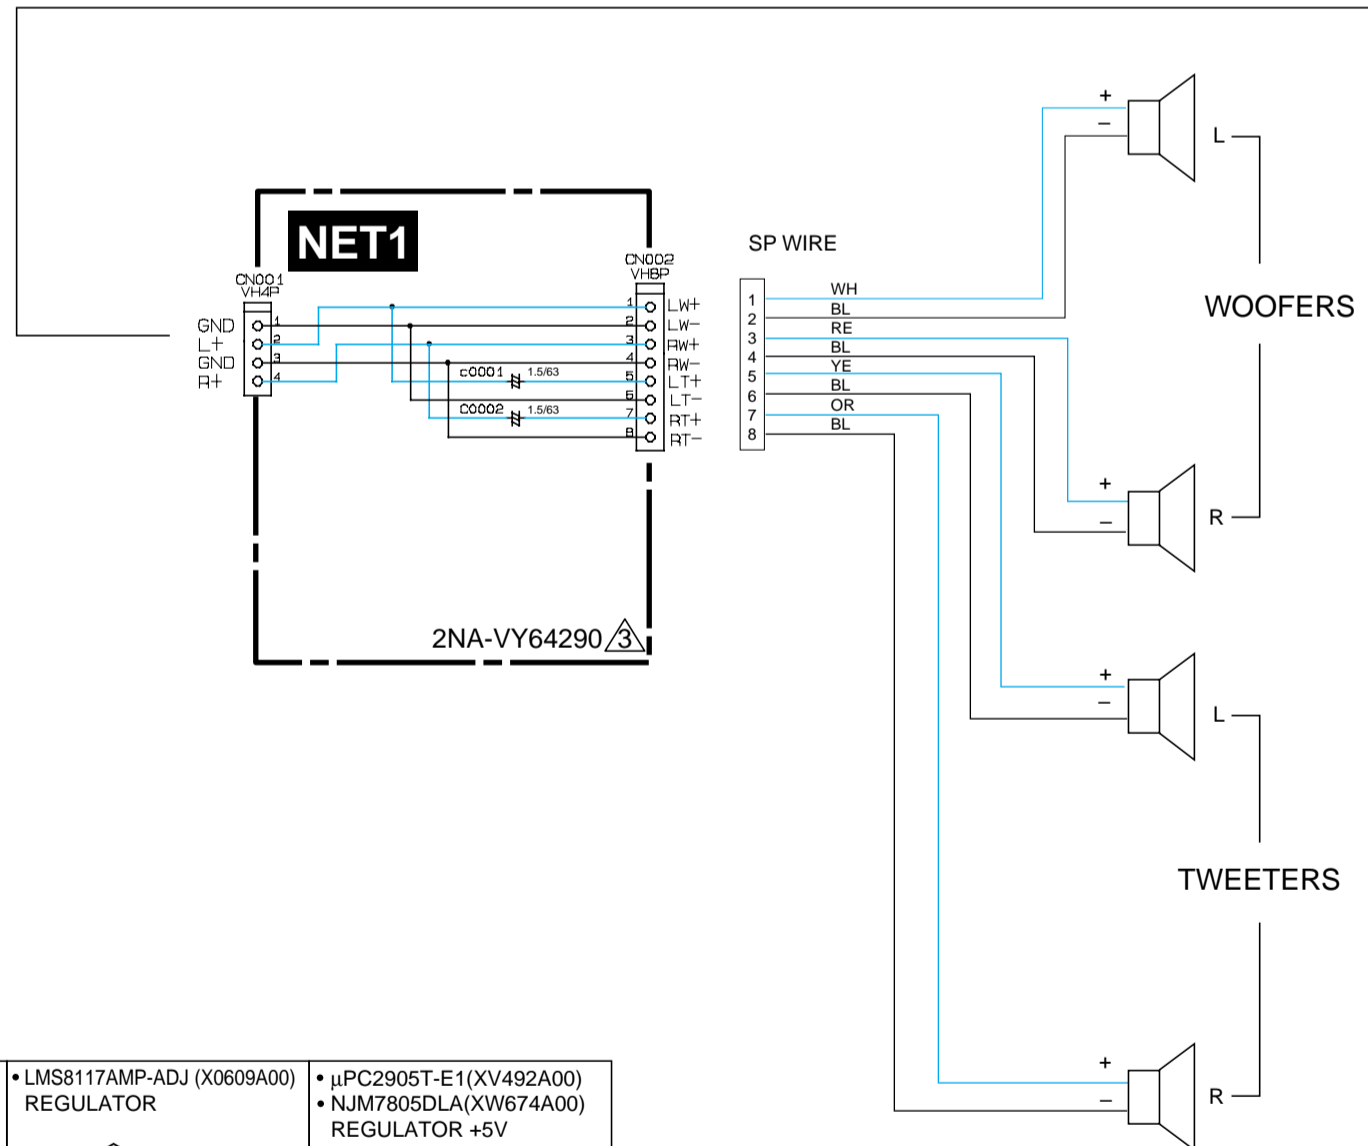 NET1
CN001
VH4P
GND 1
L+ 2
GND 3
R+ 4
CN002
VH8P
1 LW+
2 LW-
3 RW+
4 RW-
5 LT+
6 LT-
7 RT+
8 RT-
c0001 1.5/63
C0002 1.5/63
2NA-VY64290 3
SP WIRE
1 WH
2 BL
3 RE
4 BL
5 YE
6 BL
7 OR
8 BL
+
–
L
WOOFERS
+
–
R
+
–
L
TWEETERS
+
–
R
• LMS8117AMP-ADJ (X0609A00)
REGULATOR
• µPC2905T-E1(XV492A00)
• NJM7805DLA(XW674A00)
REGULATOR +5V